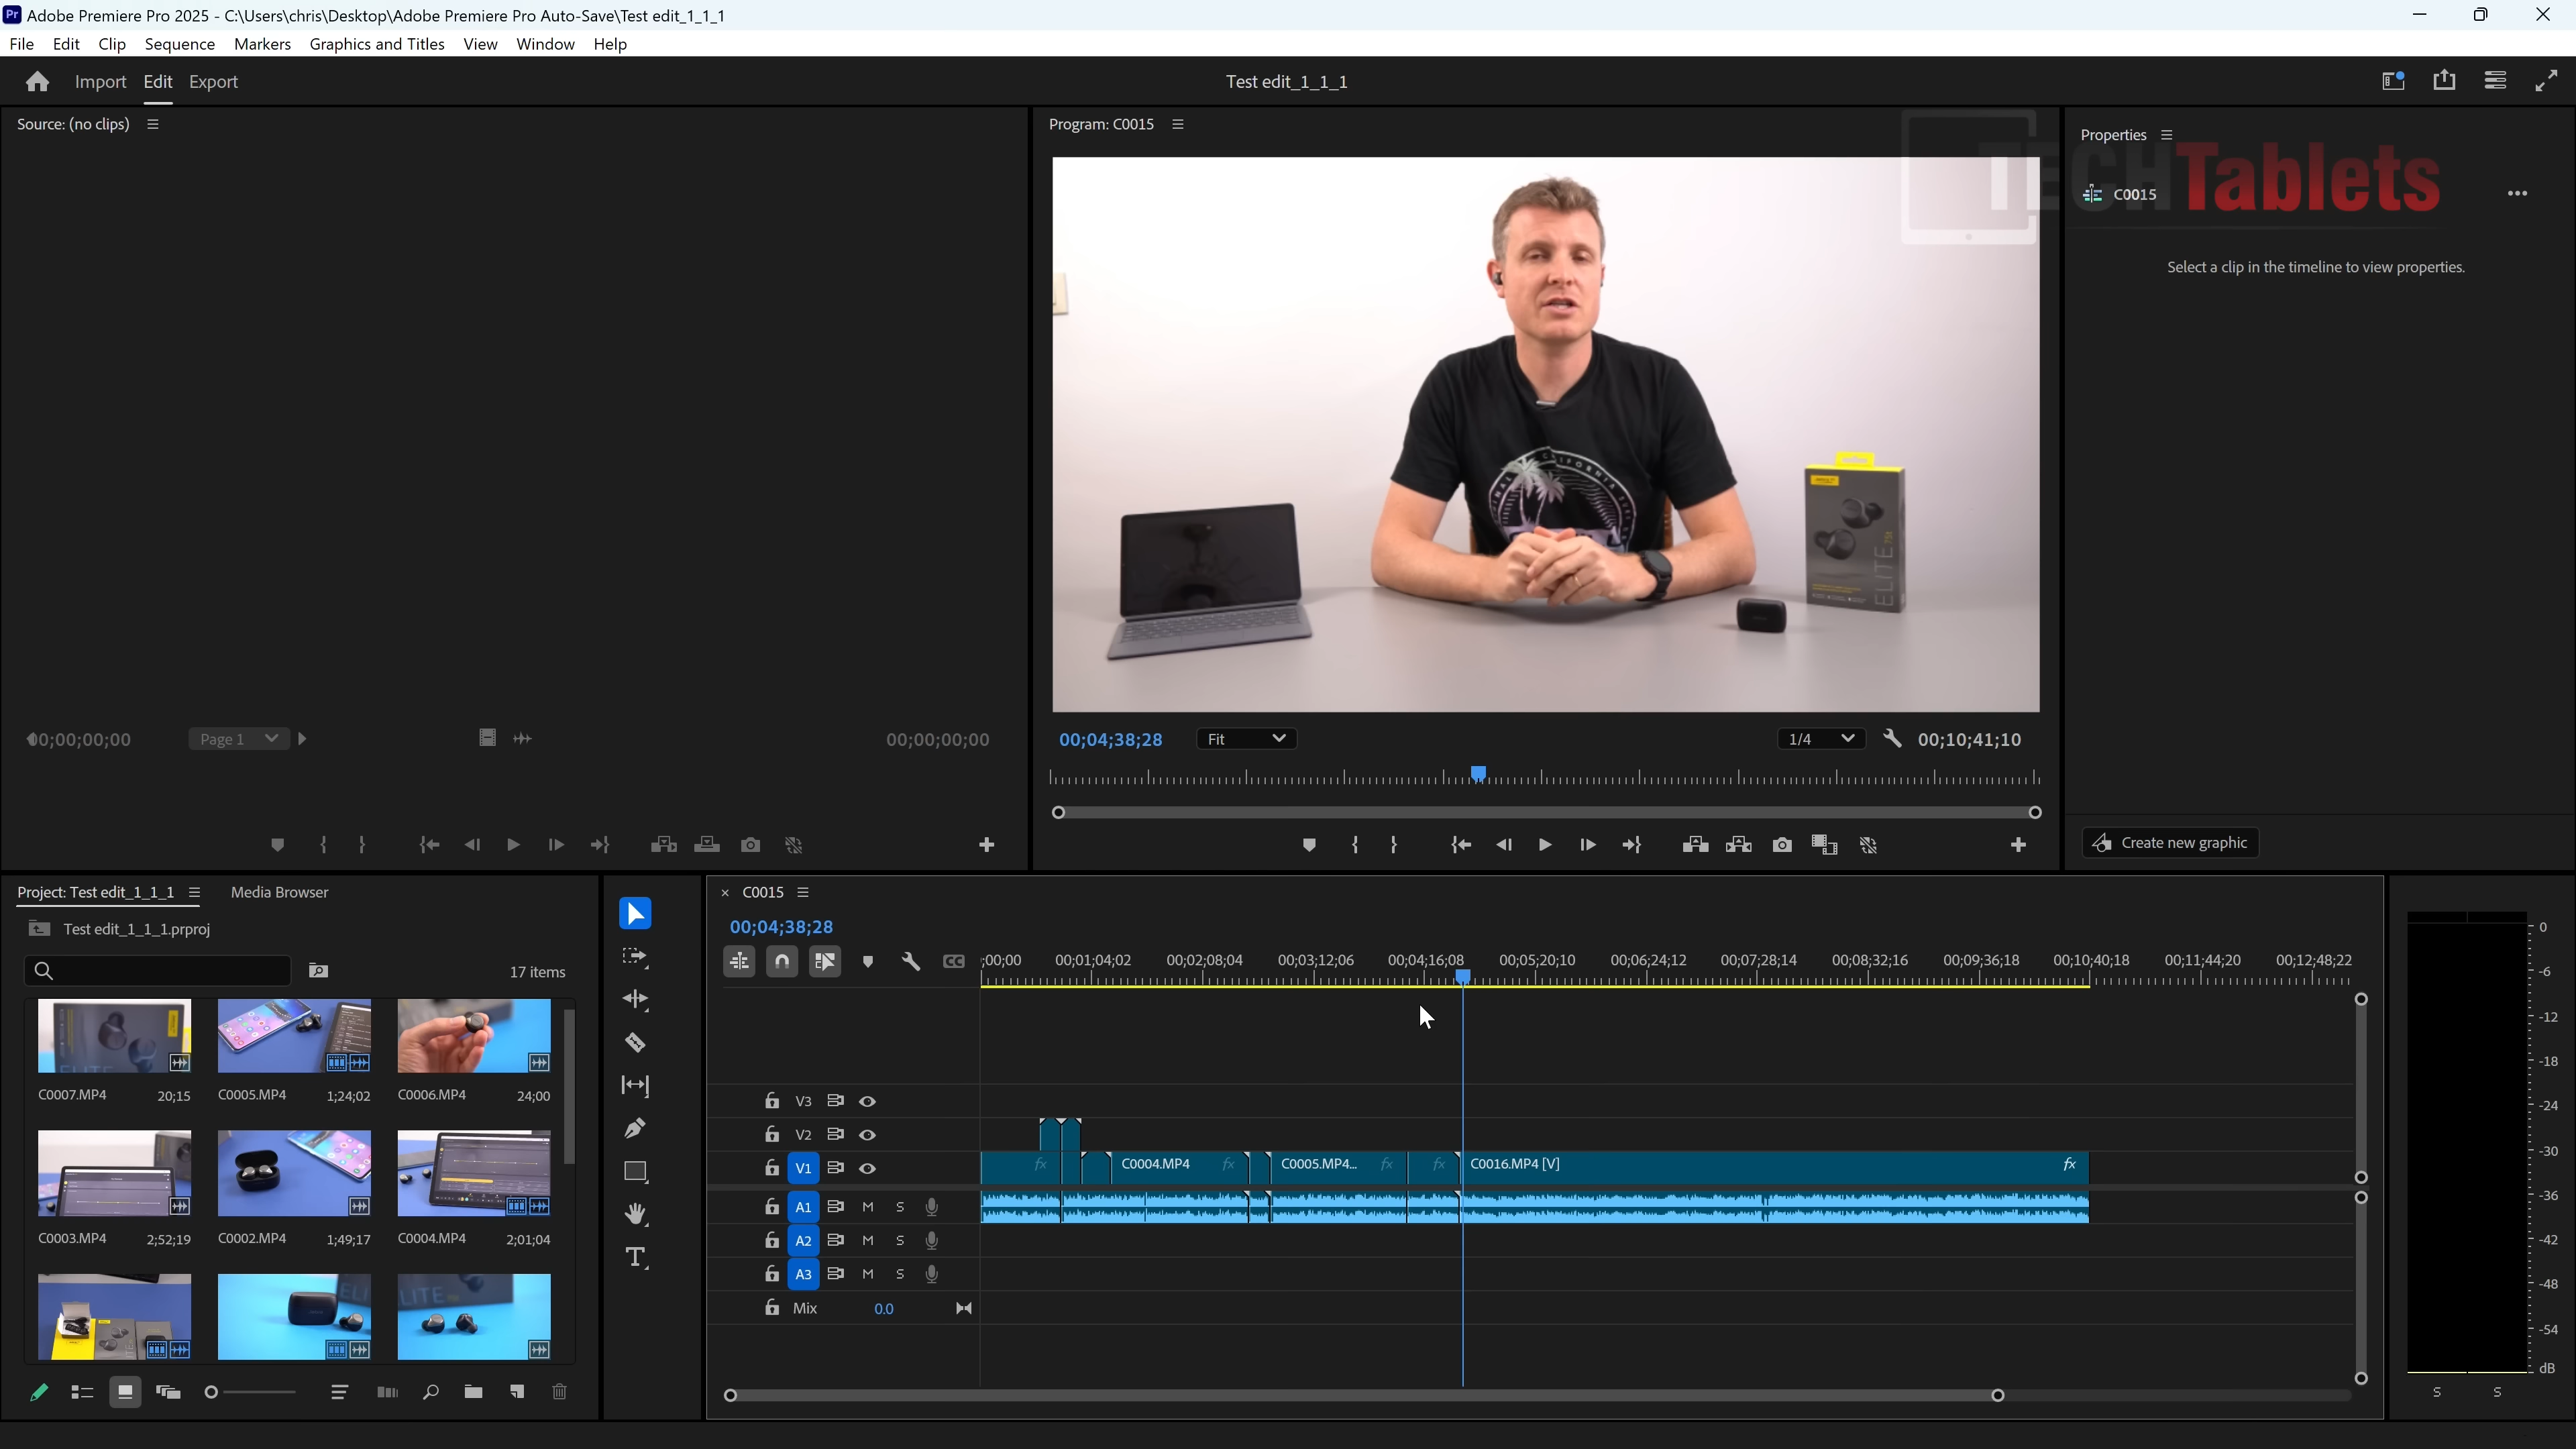 Adobe Premiere Pro 2025 - C:\Users\chris\Desktop\Adobe Premiere Pro Auto-Save\Test edit_1_1_1
File Edit Clip Sequence Markers Graphics and Titles View Window Help
Import Edit Export
Test edit_1_1_1
Source: (no clips)
Program: C0015
Properties
TECHTablets
C0015
Select a clip in the timeline to view properties.
CALIFORNIA
ELITE 75t
00;00;00;00
Page 1
00;00;00;00
00;04;38;28
Fit
1/4
00;10;41;10
Create new graphic
Project: Test edit_1_1_1
Media Browser
Test edit_1_1_1.prproj
17 items
C0007.MP4 20;15
C0005.MP4 1;24;02
C0006.MP4 24;00
C0003.MP4 2;52;19
C0002.MP4 1;49;17
C0004.MP4 2;01;04
C0015
00;04;38;28
;00;00 00;01;04;02 00;02;08;04 00;03;12;06 00;04;16;08 00;05;20;10 00;06;24;12 00;07;28;14 00;08;32;16 00;09;36;18 00;10;40;18 00;11;44;20 00;12;48;22
CC
V3
V2
V1
fx
C0004.MP4 fx
C0005.MP4... fx
fx
C0016.MP4 [V] fx
A1 M S
A2 M S
A3 M S
Mix 0.0
0
-6
-12
-18
-24
-30
-36
-42
-48
-54
dB
S S